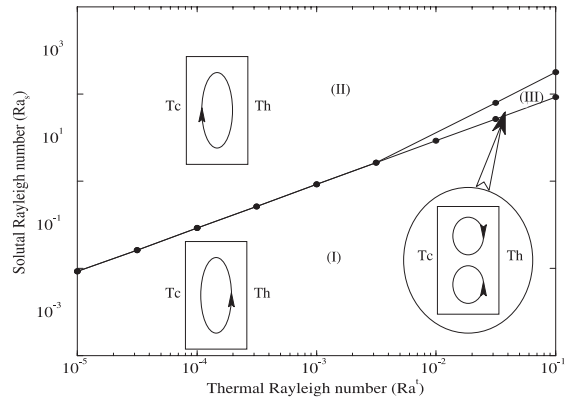 10^3
10^1
10^-1
10^-3
Solutal Rayleigh number (Ra_s)
(II)
Tc Th
(III)
(I)
Tc Th
Tc Th
10^-5 10^-4 10^-3 10^-2 10^-1
Thermal Rayleigh number (Ra^t)